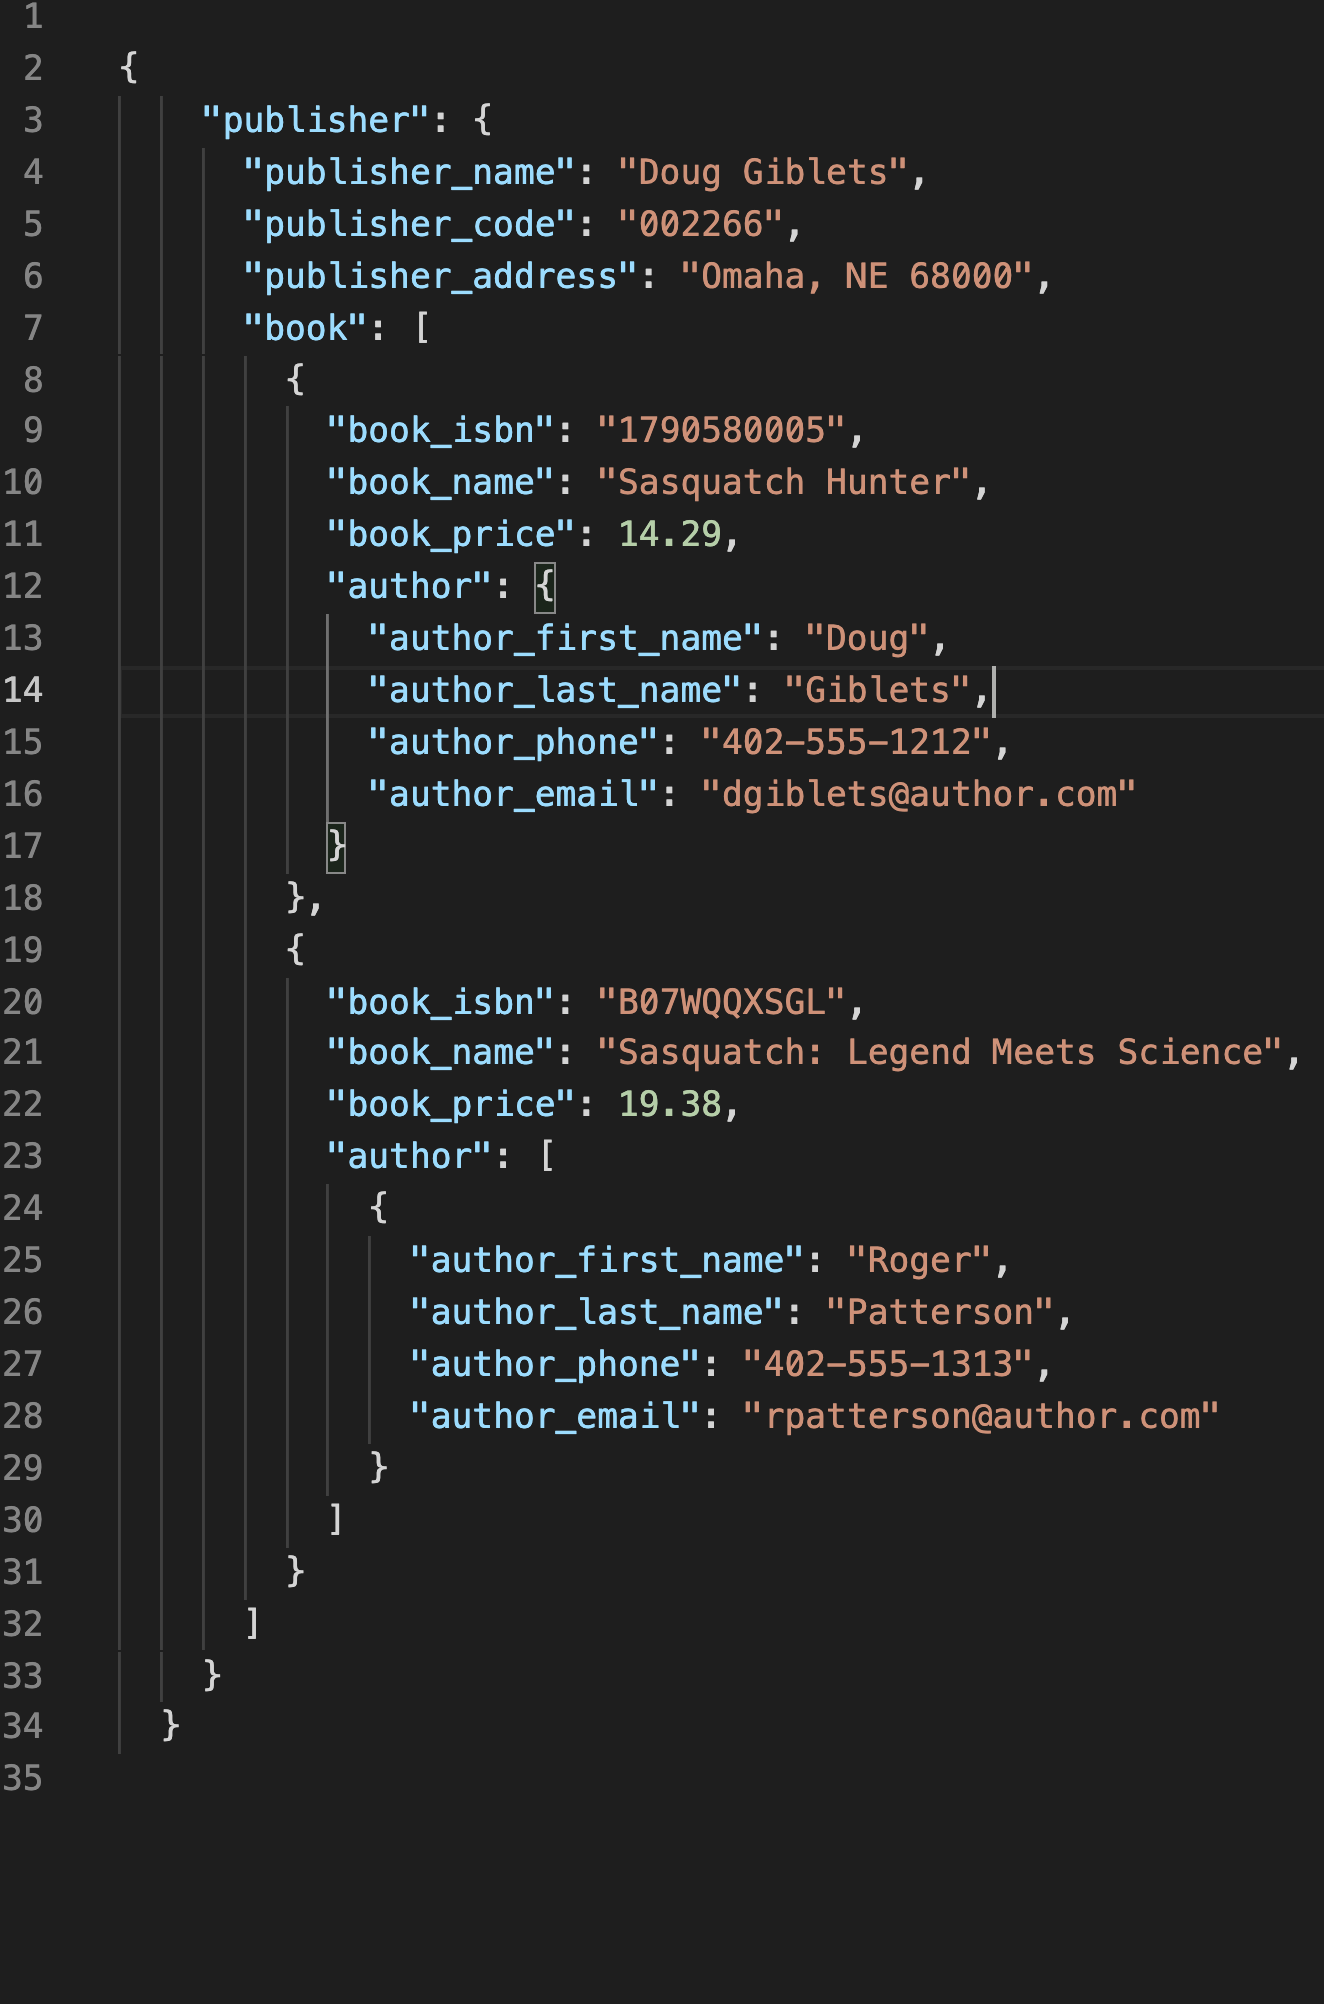 1
2 {
3 "publisher": {
4 "publisher_name": "Doug Giblets",
5 "publisher_code": "002266",
6 "publisher_address": "Omaha, NE 68000",
7 "book": [
8 {
9 "book_isbn": "1790580005",
10 "book_name": "Sasquatch Hunter",
11 "book_price": 14.29,
12 "author": {
13 "author_first_name": "Doug",
14 "author_last_name": "Giblets",
15 "author_phone": "402-555-1212",
16 "author_email": "dgiblets@author.com"
17 }
18 },
19 {
20 "book_isbn": "B07WQQXSGL",
21 "book_name": "Sasquatch: Legend Meets Science",
22 "book_price": 19.38,
23 "author": [
24 {
25 "author_first_name": "Roger",
26 "author_last_name": "Patterson",
27 "author_phone": "402-555-1313",
28 "author_email": "rpatterson@author.com"
29 }
30 ]
31 }
32 ]
33 }
34 }
35